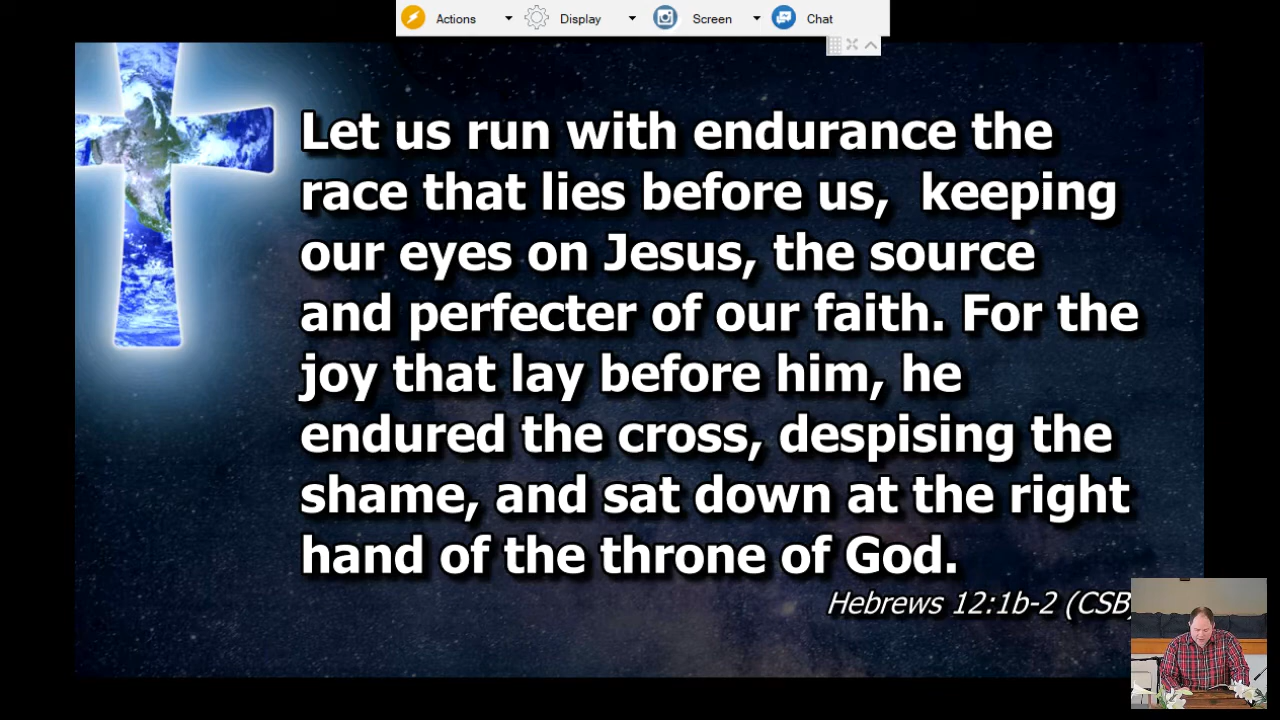 Actions Display Screen Chat
Let us run with endurance the
race that lies before us,  keeping
our eyes on Jesus, the source
and perfecter of our faith. For the
joy that lay before him, he
endured the cross, despising the
shame, and sat down at the right
hand of the throne of God.
Hebrews 12:1b-2 (CSB)